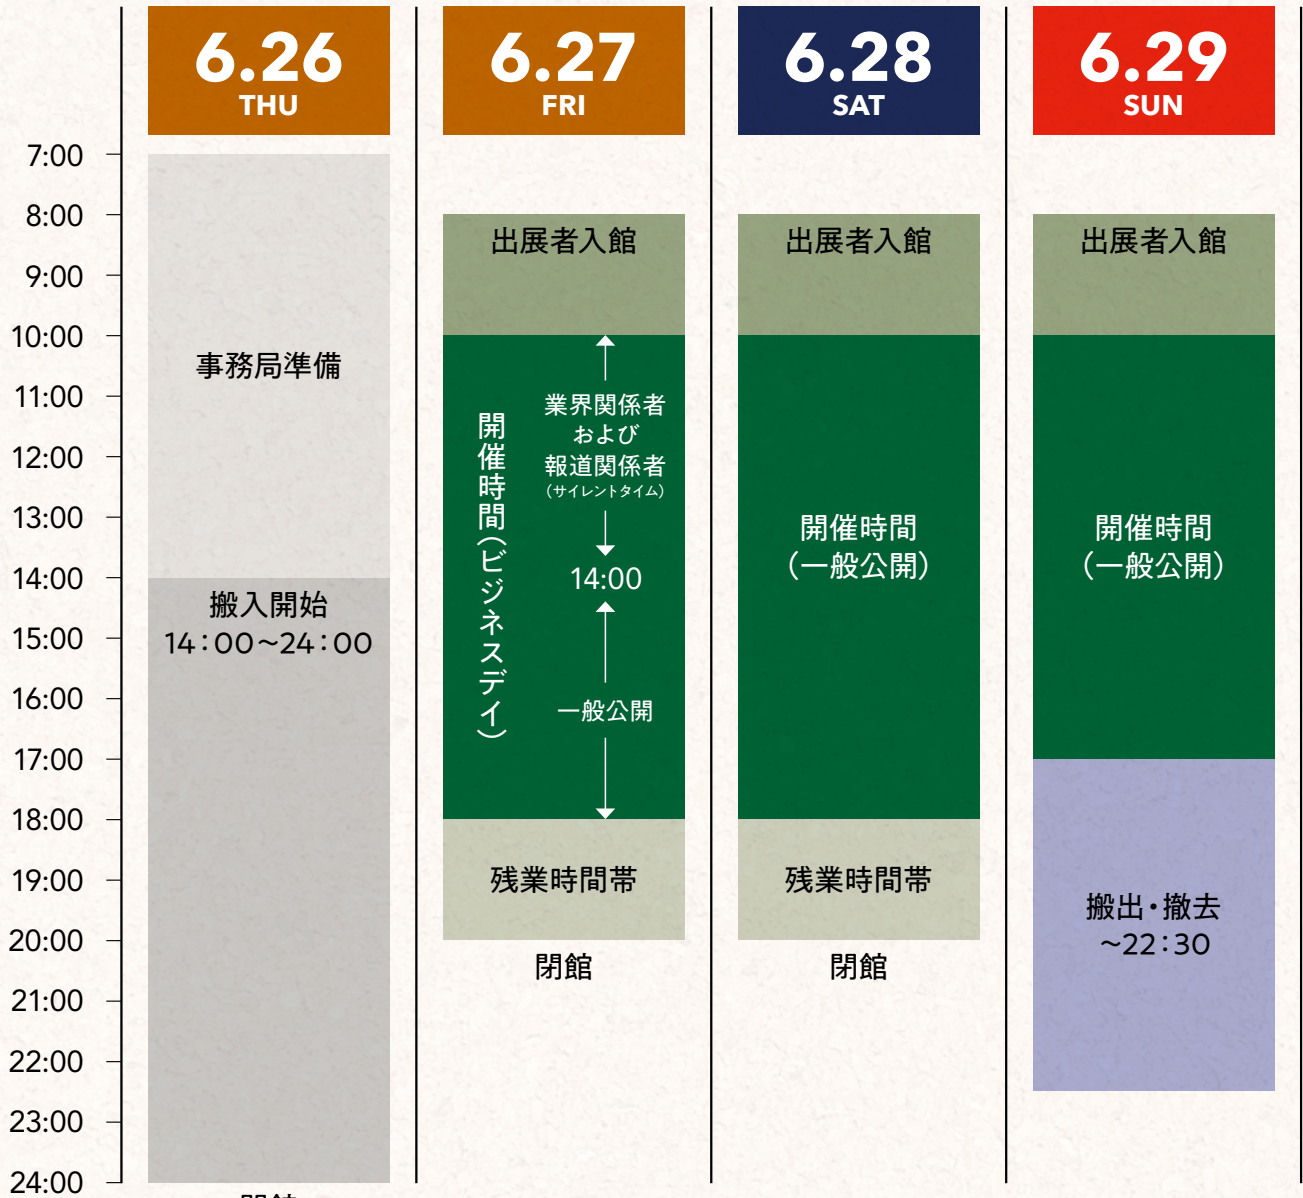 6.26
THU
6.27
FRI
6.28
SAT
6.29
SUN
7:00
8:00
9:00
10:00
11:00
12:00
13:00
14:00
15:00
16:00
17:00
18:00
19:00
20:00
21:00
22:00
23:00
24:00
事務局準備
搬入開始
14:00～24:00
出展者入館
開催時間（ビジネスデイ）
業界関係者
および
報道関係者
（サイレントタイム）
14:00
一般公開
残業時間帯
閉館
出展者入館
開催時間
（一般公開）
残業時間帯
閉館
出展者入館
開催時間
（一般公開）
搬出・撤去
～22:30